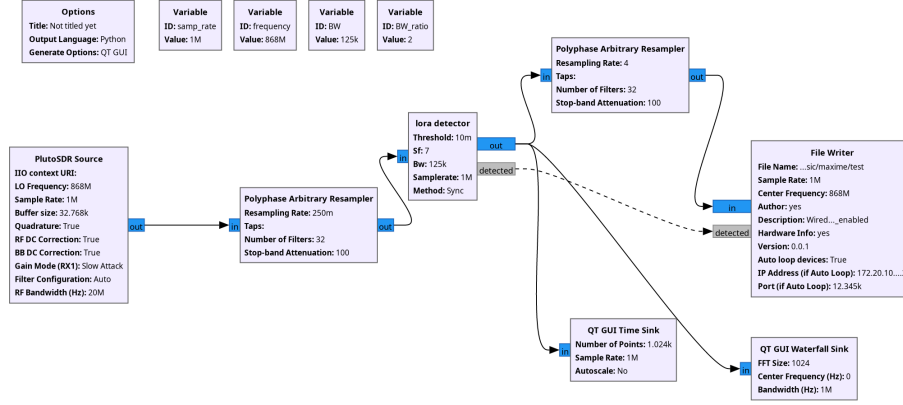 Options
Title: Not titled yet
Output Language: Python
Generate Options: QT GUI
Variable
ID: samp_rate
Value: 1M
Variable
ID: frequency
Value: 868M
Variable
ID: BW
Value: 125k
Variable
ID: BW_ratio
Value: 2
Polyphase Arbitrary Resampler
Resampling Rate: 4
Taps:
Number of Filters: 32
Stop-band Attenuation: 100
in
out
lora detector
Threshold: 10m
Sf: 7
Bw: 125k
Samplerate: 1M
Method: Sync
in
out
detected
PlutoSDR Source
IIO context URI:
LO Frequency: 868M
Sample Rate: 1M
Buffer size: 32.768k
Quadrature: True
RF DC Correction: True
BB DC Correction: True
Gain Mode (RX1): Slow Attack
Filter Configuration: Auto
RF Bandwidth (Hz): 20M
out
Polyphase Arbitrary Resampler
Resampling Rate: 250m
Taps:
Number of Filters: 32
Stop-band Attenuation: 100
in
out
File Writer
File Name: ...sic/maxime/test
Sample Rate: 1M
Center Frequency: 868M
Author: yes
Description: Wired..._enabled
Hardware Info: yes
Version: 0.0.1
Auto loop devices: True
IP Address (if Auto Loop): 172.20.10....
Port (if Auto Loop): 12.345k
in
detected
QT GUI Time Sink
Number of Points: 1.024k
Sample Rate: 1M
Autoscale: No
in
QT GUI Waterfall Sink
FFT Size: 1024
Center Frequency (Hz): 0
Bandwidth (Hz): 1M
in